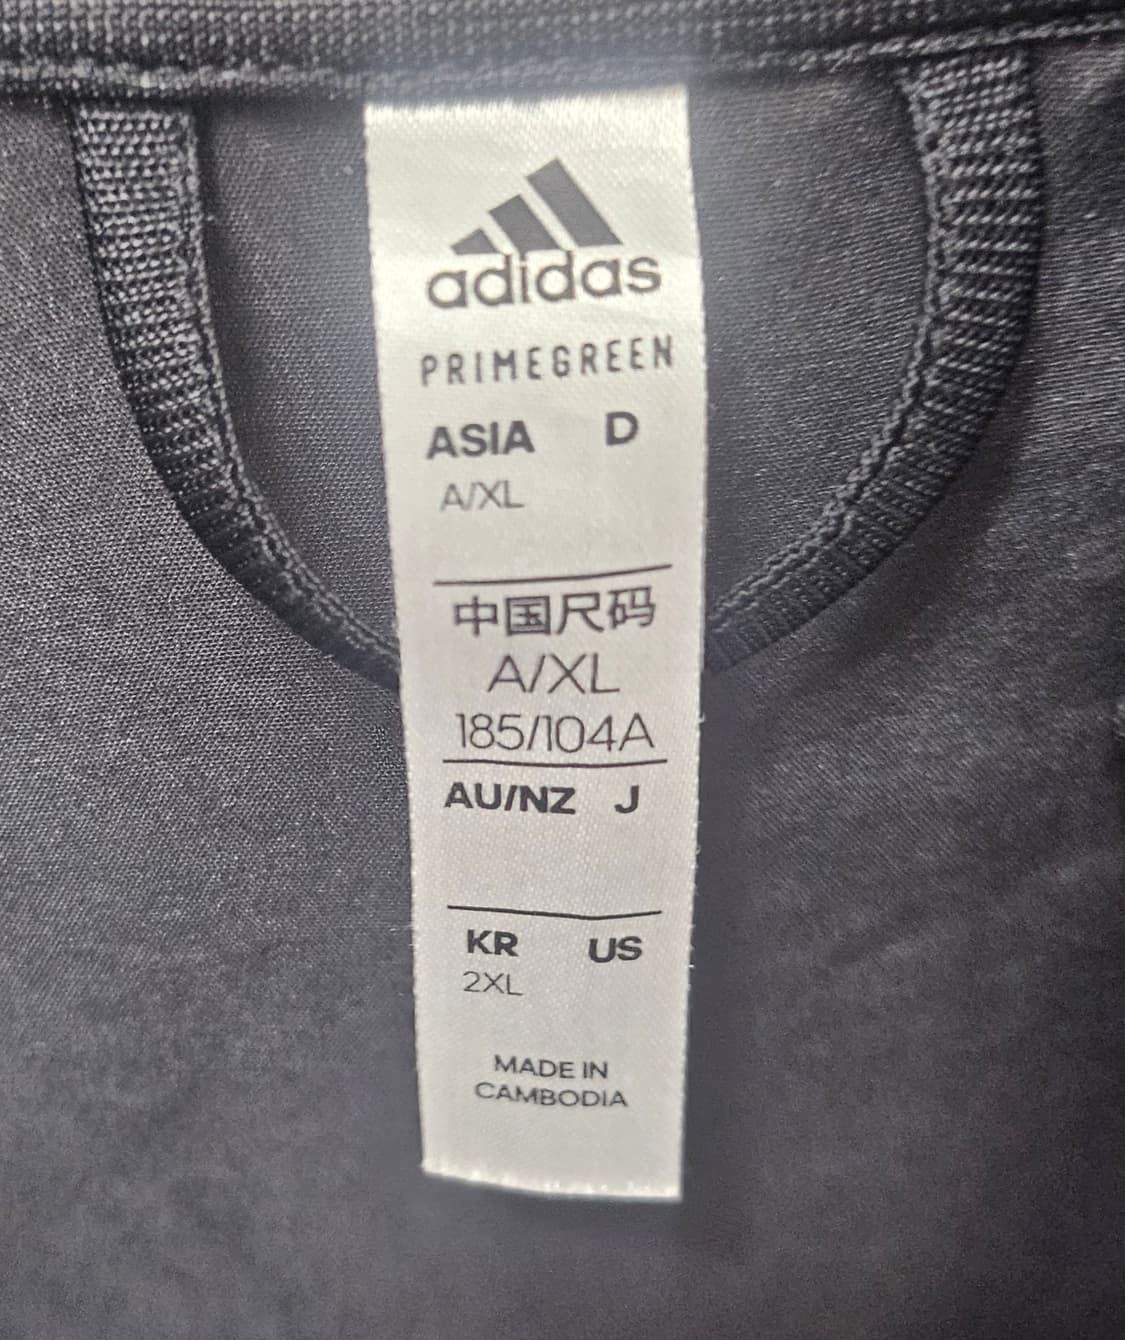 adidas
PRIMEGREEN
ASIA D
A/XL
中国尺码
A/XL
185/104A
AU/NZ J
KR US
2XL
MADE IN
CAMBODIA